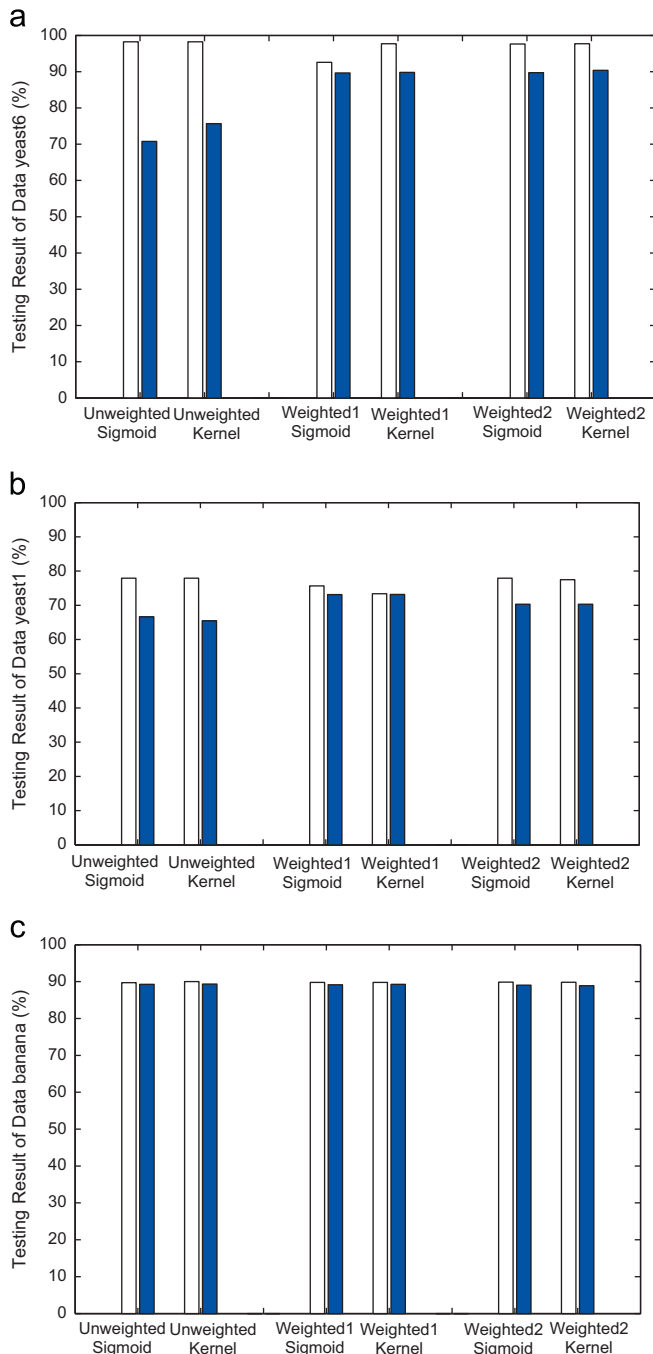 a
Testing Result of Data yeast6 (%)
100
90
80
70
60
50
40
30
20
10
0
Unweighted Unweighted Weighted1 Weighted1 Weighted2 Weighted2
Sigmoid Kernel Sigmoid Kernel Sigmoid Kernel
b
Testing Result of Data yeast1 (%)
100
90
80
70
60
50
40
30
20
10
0
Unweighted Unweighted Weighted1 Weighted1 Weighted2 Weighted2
Sigmoid Kernel Sigmoid Kernel Sigmoid Kernel
c
Testing Result of Data banana (%)
100
90
80
70
60
50
40
30
20
10
0
Unweighted Unweighted Weighted1 Weighted1 Weighted2 Weighted2
Sigmoid Kernel Sigmoid Kernel Sigmoid Kernel